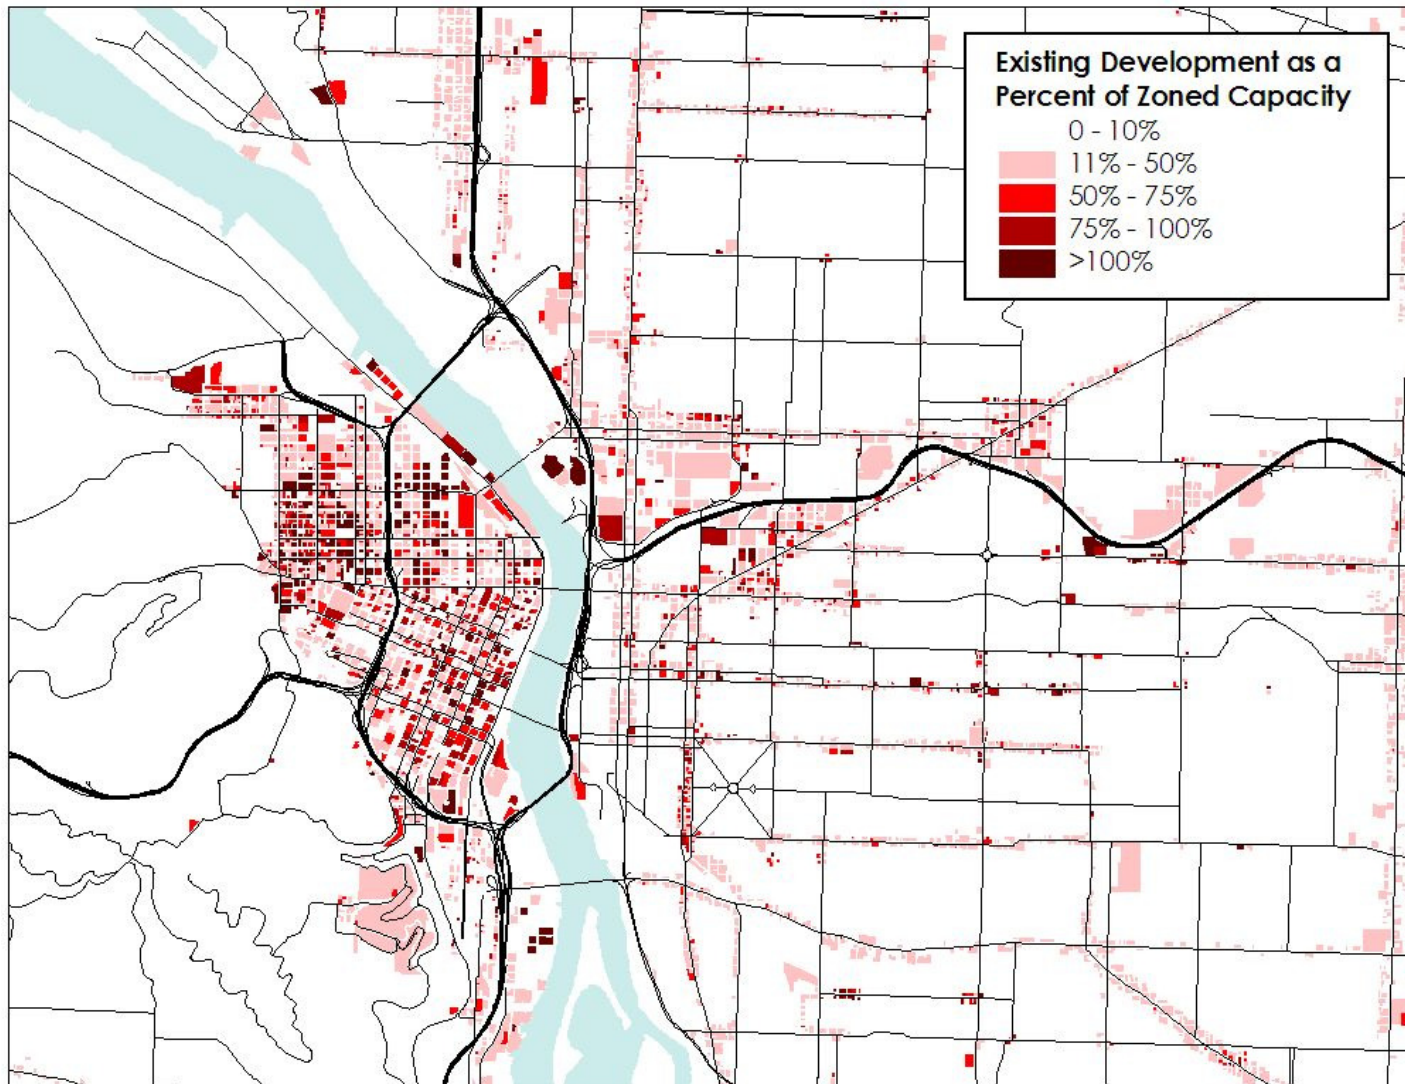 Existing Development as a
Percent of Zoned Capacity
0 - 10%
11% - 50%
50% - 75%
75% - 100%
>100%